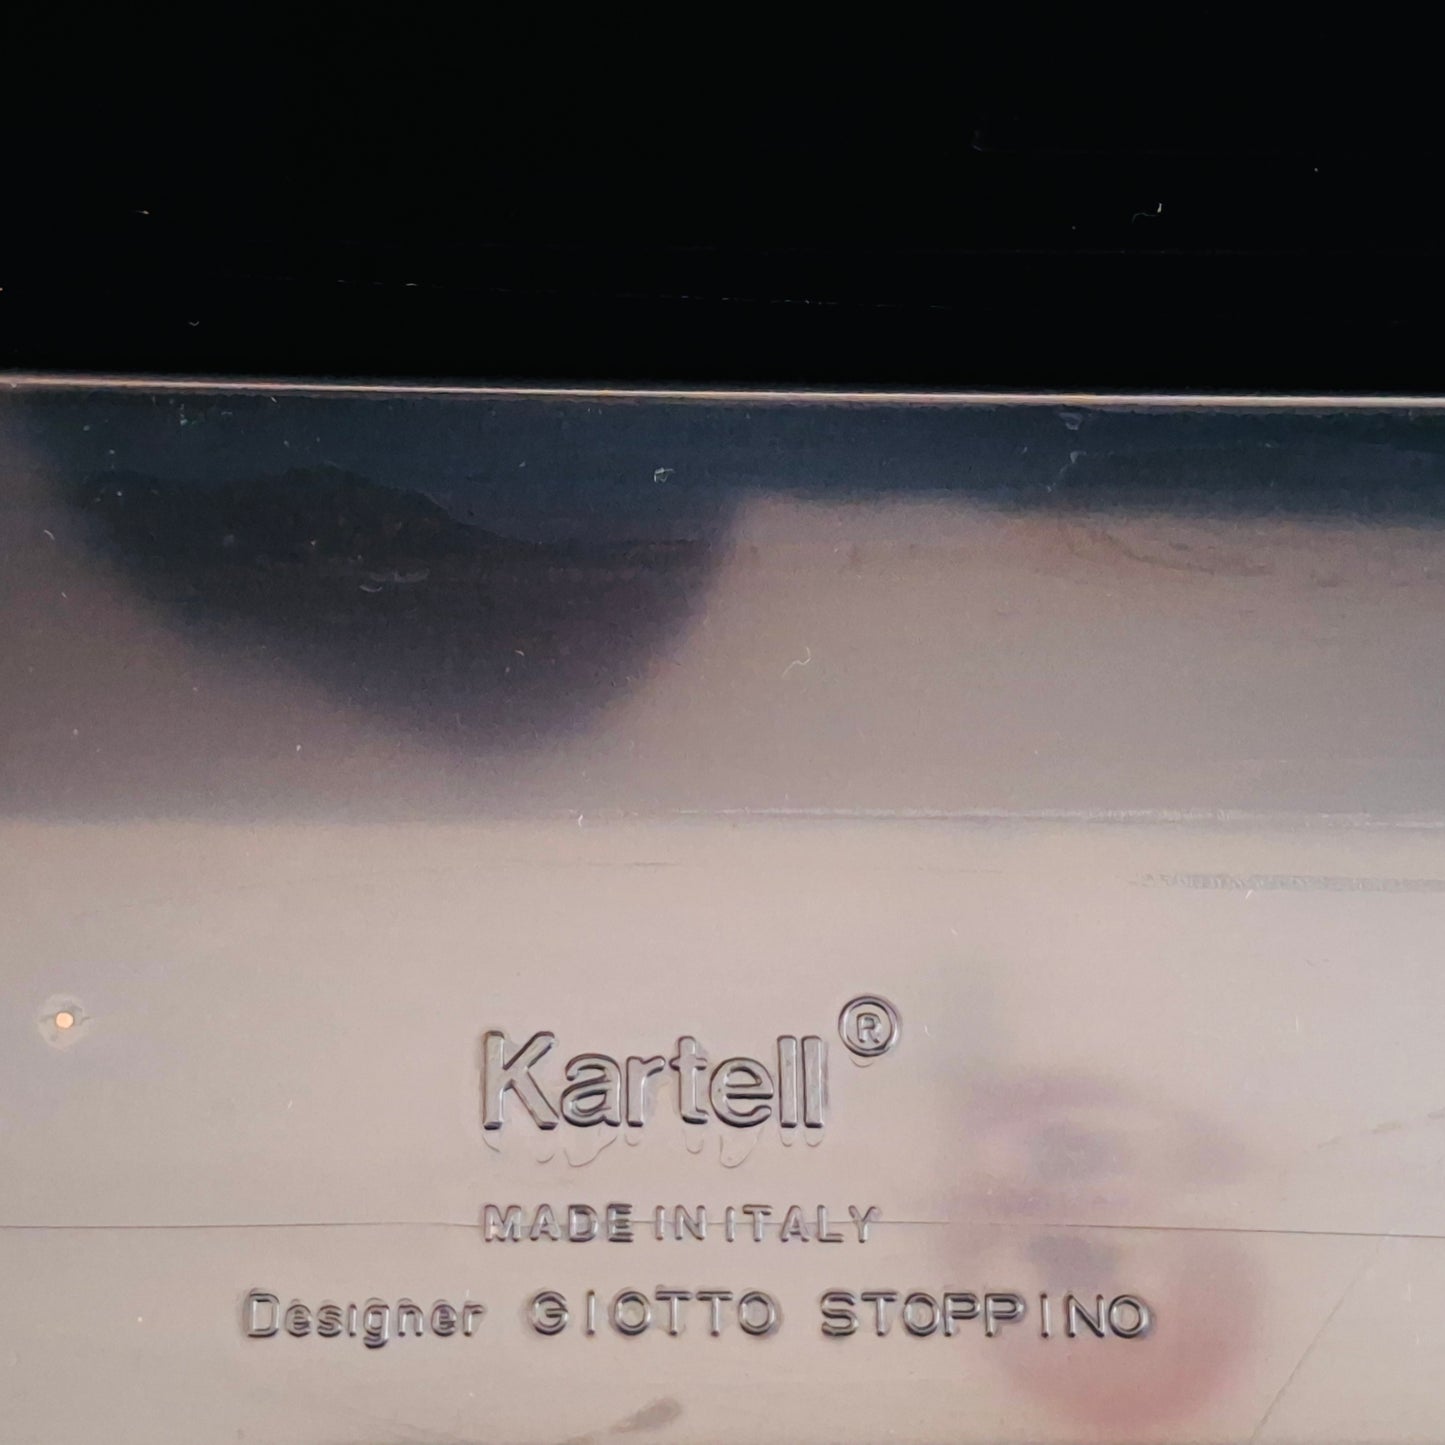 Kartell®
MADE IN ITALY
Designer GIOTTO STOPPINO